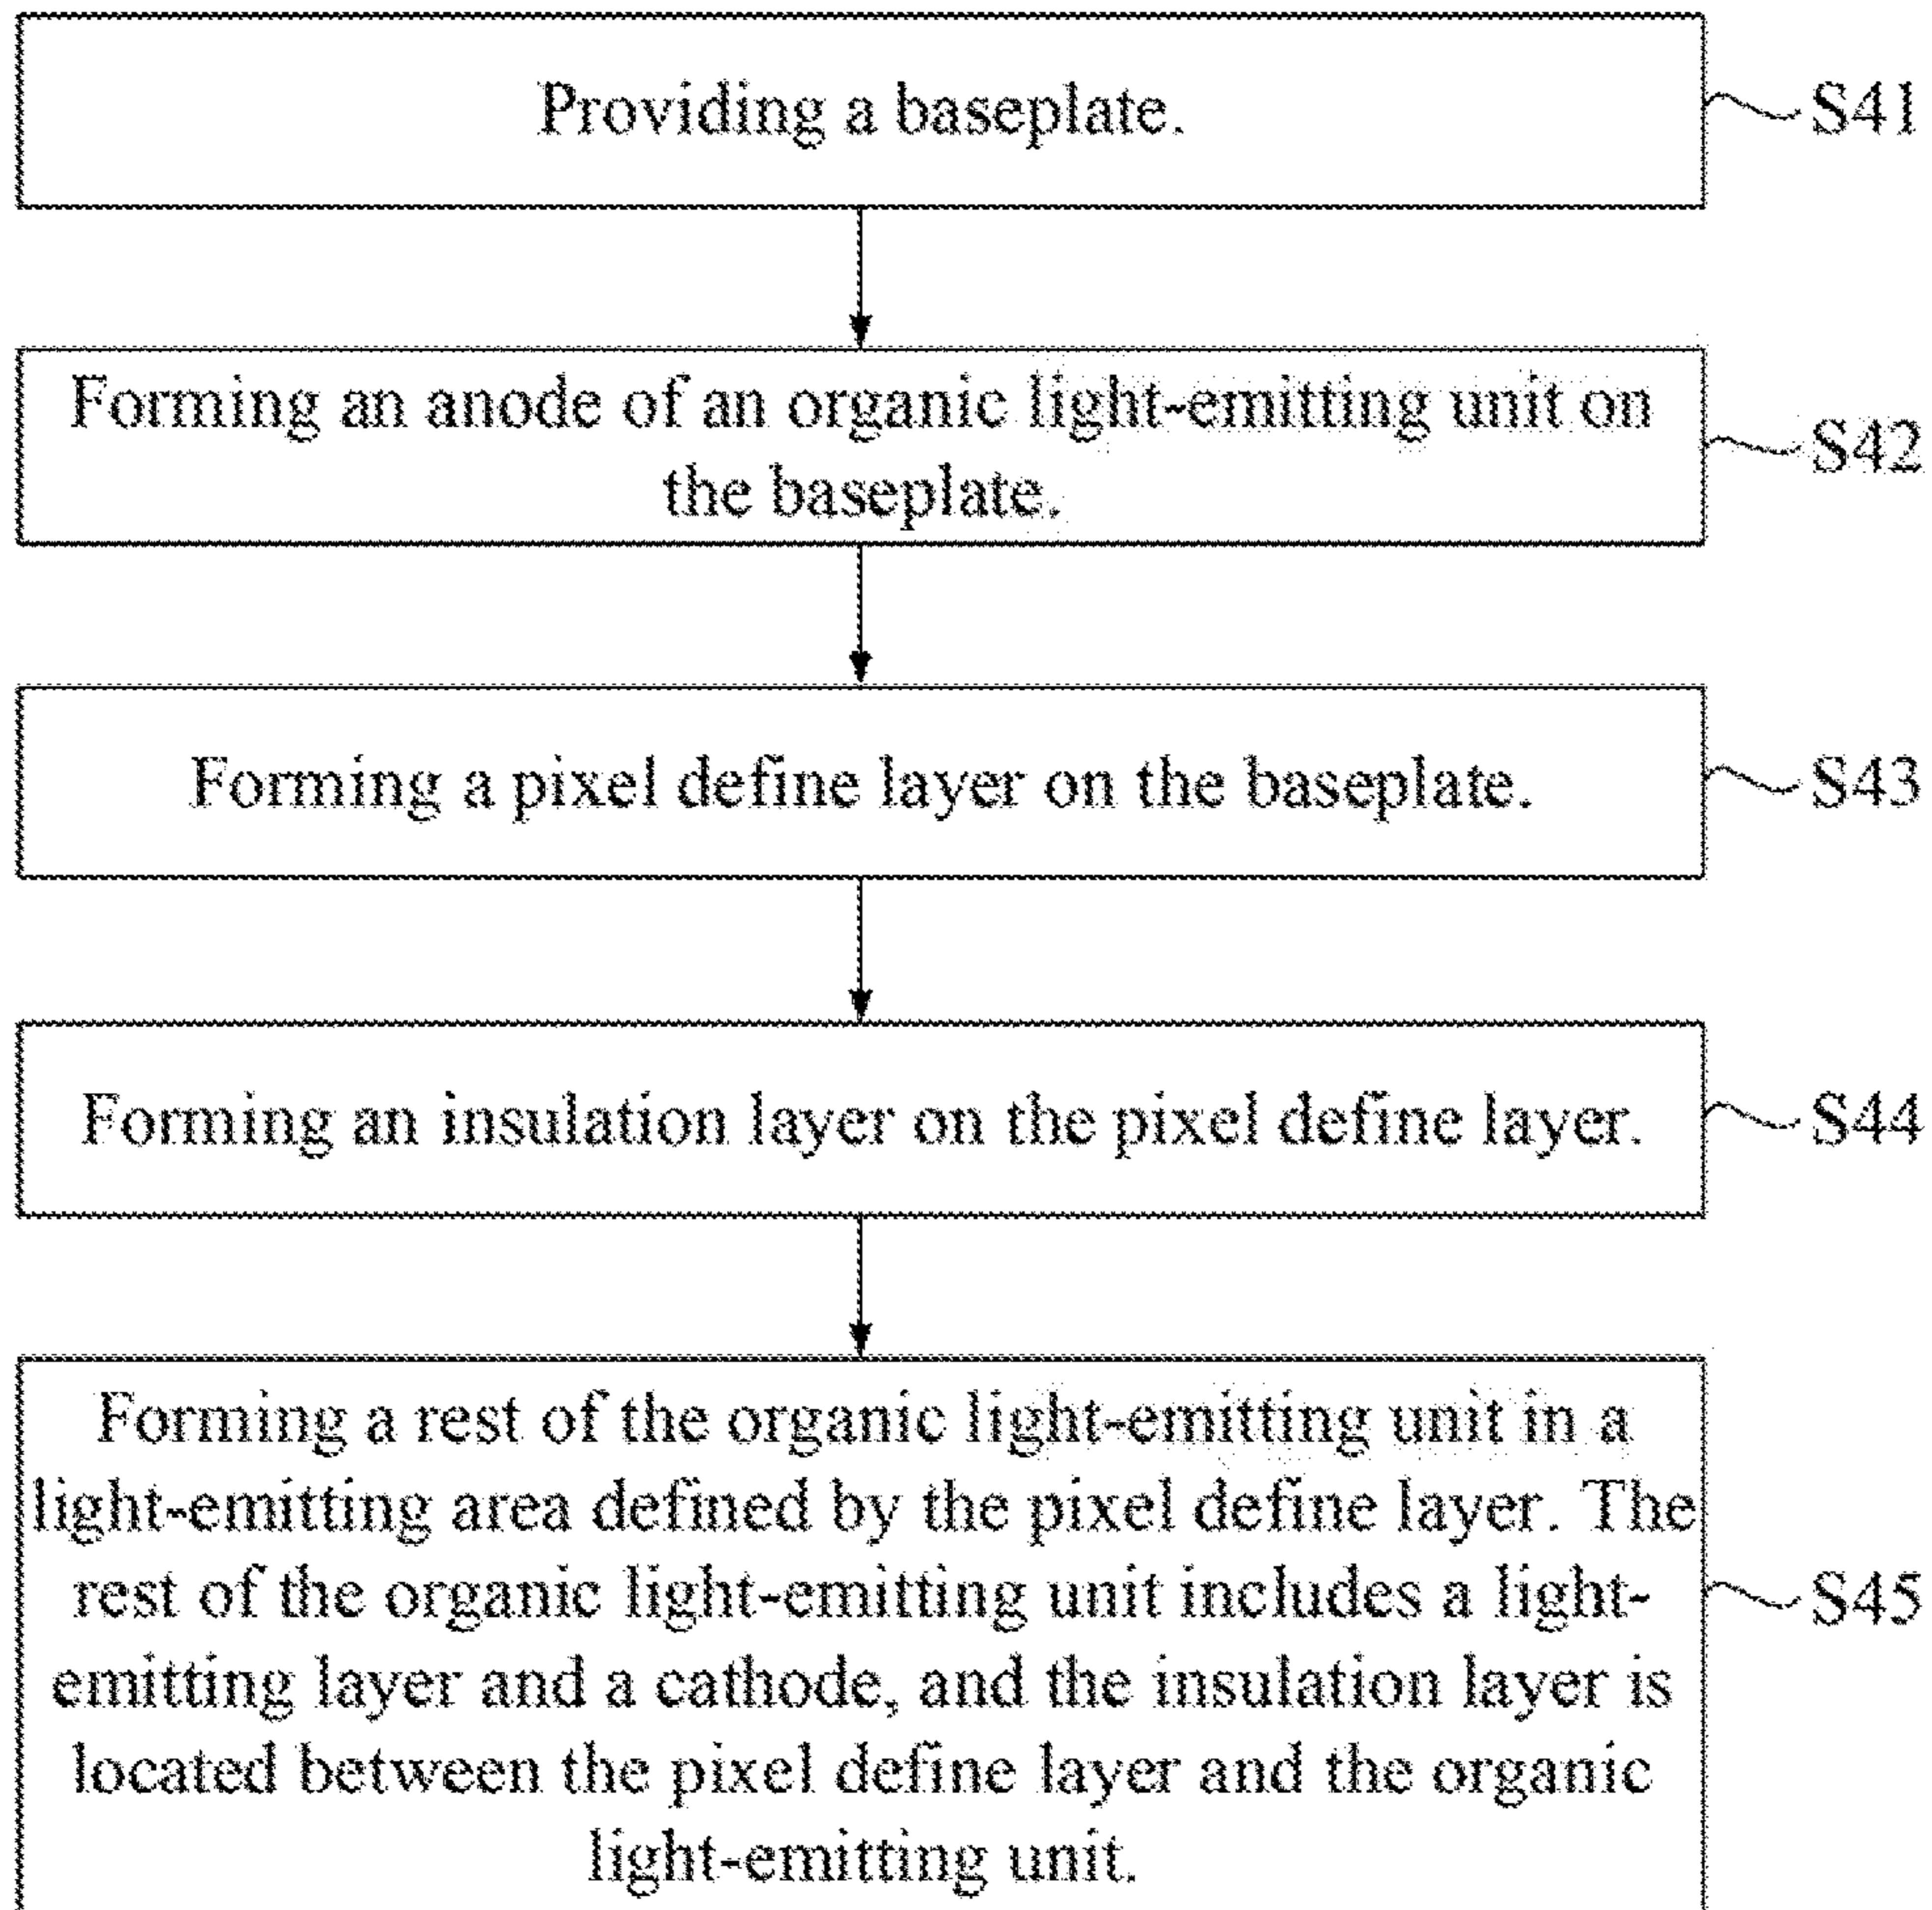 Providing a baseplate.
S41
Forming an anode of an organic light-emitting unit on
the baseplate.
S42
Forming a pixel define layer on the baseplate.
S43
Forming an insulation layer on the pixel define layer.
S44
Forming a rest of the organic light-emitting unit in a
light-emitting area defined by the pixel define layer. The
rest of the organic light-emitting unit includes a light-
emitting layer and a cathode, and the insulation layer is
located between the pixel define layer and the organic
light-emitting unit.
S45